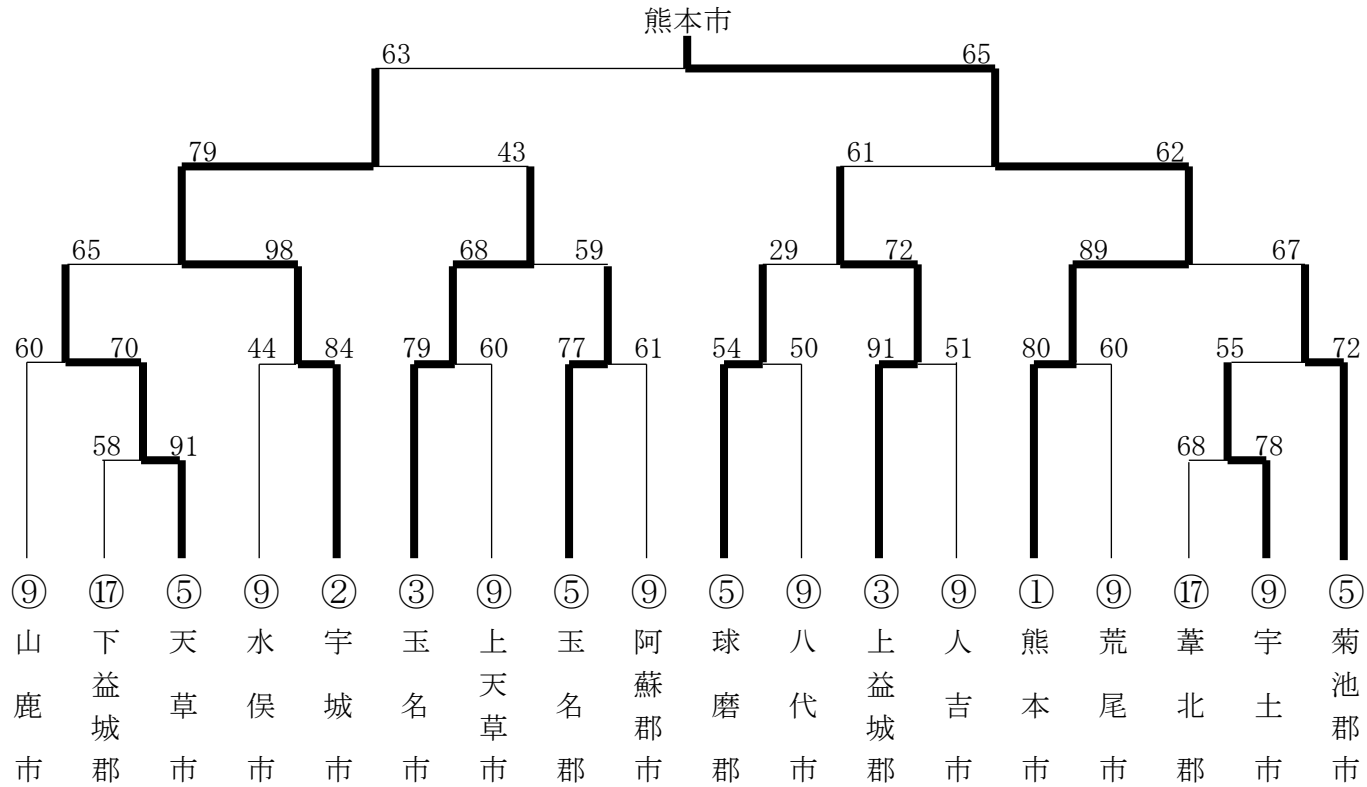 熊本市
63 65
79 43 61 62
65 98 68 59 29 72 89 67
60 70 44 84 79 60 77 61 54 50 91 51 80 60 55 72
58 91 68 78
⑨ ⑰ ⑤ ⑨ ② ③ ⑨ ⑤ ⑨ ⑤ ⑨ ③ ⑨ ① ⑨ ⑰ ⑨ ⑤
山鹿市
下益城郡
天草市
水俣市
宇城市
玉名市
上天草市
玉名郡
阿蘇郡市
球磨郡
八代市
上益城郡
人吉市
熊本市
荒尾市
葦北郡
宇土市
菊池郡市